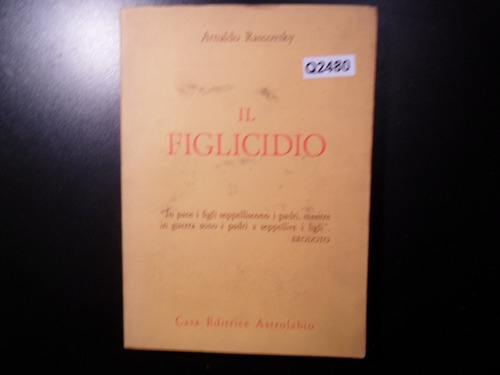 Arnaldo Rascovsky
Q2480
IL
FIGLICIDIO
"In pace i figli seppelliscono i padri, mentre
in guerra sono i padri a seppellire i figli".
ERODOTO
Casa Editrice Astrolabio